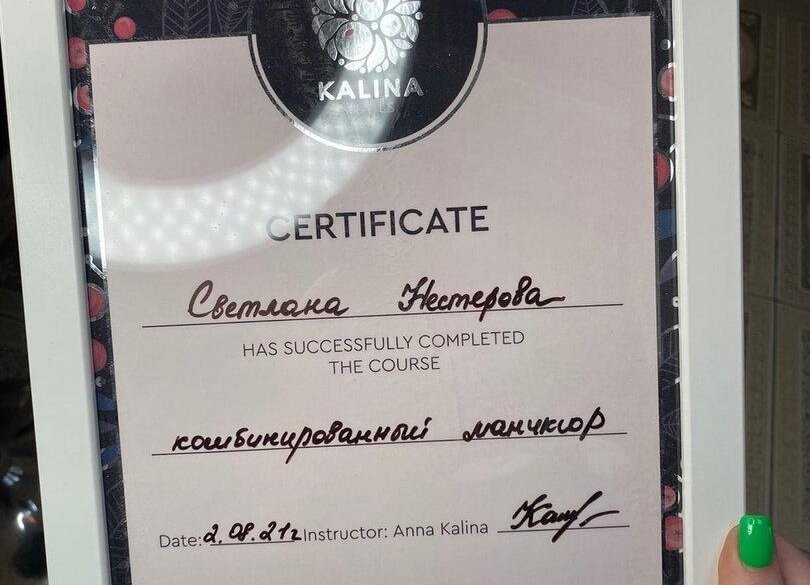 KALINA
CERTIFICATE
Светлана Нестерова
HAS SUCCESSFULLY COMPLETED
THE COURSE
комбинированный маникюр
Date: 2.08.21г Instructor: Anna Kalina